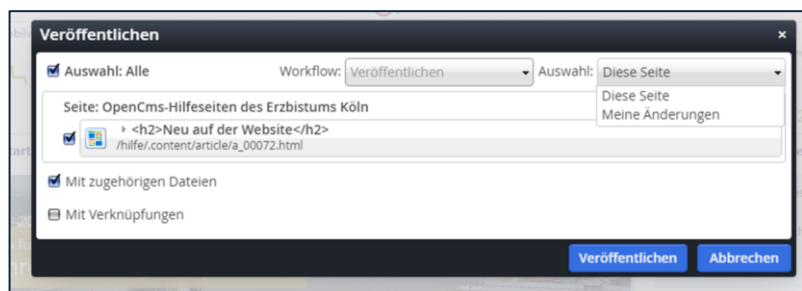 Veröffentlichen
Auswahl: Alle Workflow: Veröffentlichen Auswahl: Diese Seite
Diese Seite
Meine Änderungen
Seite: OpenCms-Hilfeseiten des Erzbistums Köln
<h2>Neu auf der Website</h2>
/hilfe/.content/article/a_00072.html
Mit zugehörigen Dateien
Mit Verknüpfungen
Veröffentlichen Abbrechen